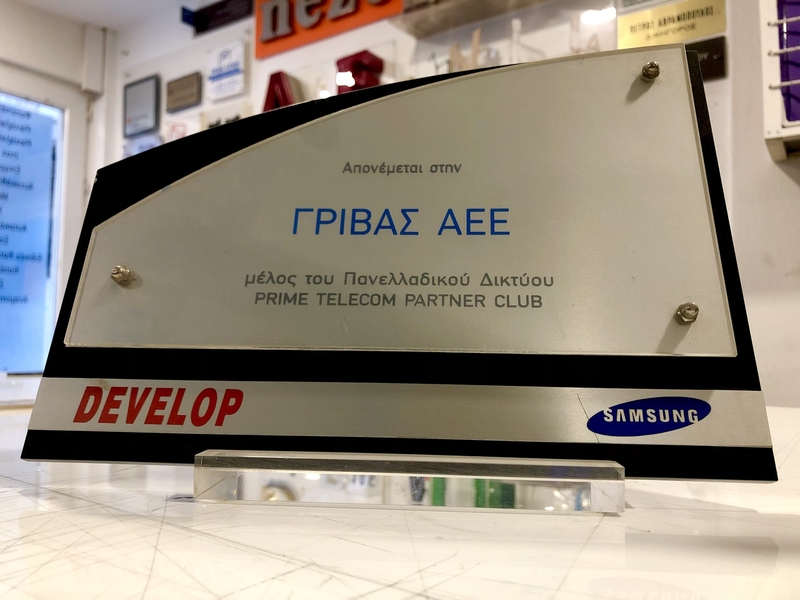 Απονέμεται στην
ΓΡΙΒΑΣ ΑΕΕ
μέλος του Πανελλαδικού Δικτύου
PRIME TELECOM PARTNER CLUB
DEVELOP
SAMSUNG